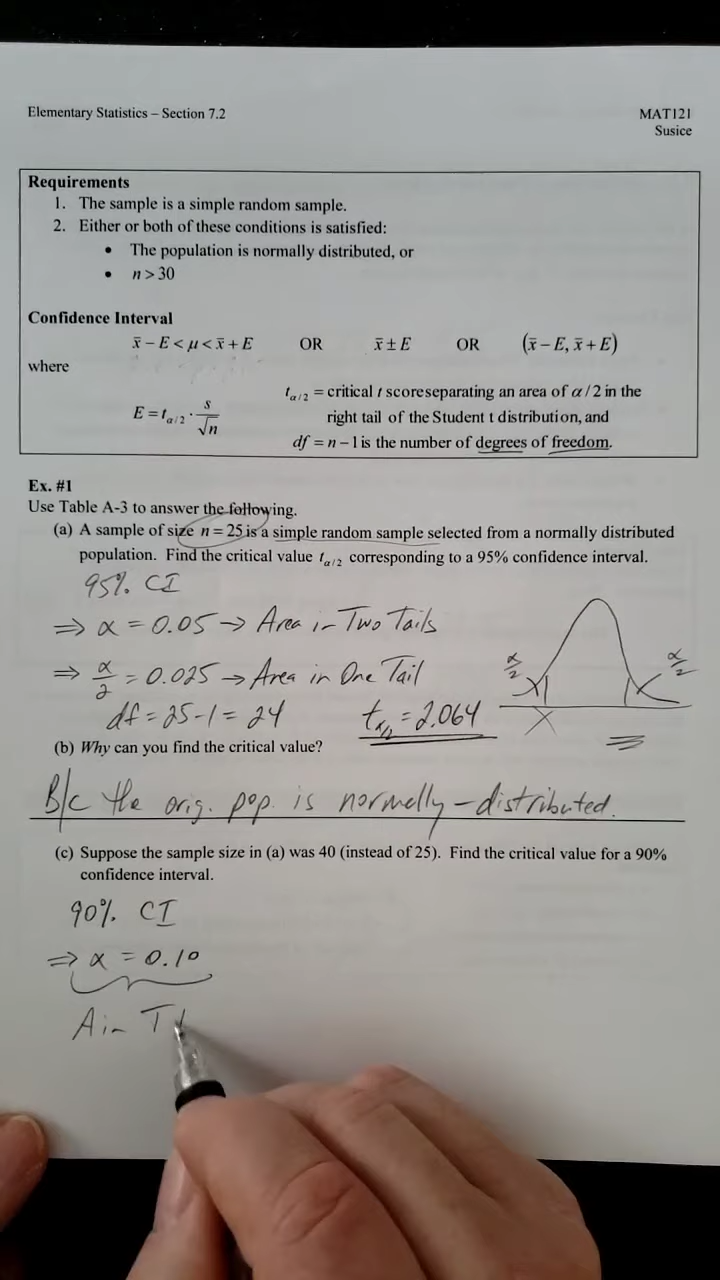 Elementary Statistics – Section 7.2
MAT121
Susice
Requirements
1. The sample is a simple random sample.
2. Either or both of these conditions is satisfied:
• The population is normally distributed, or
• n > 30
Confidence Interval
x̄ − E < μ < x̄ + E OR x̄ ± E OR (x̄ − E, x̄ + E)
where
E = t_{α/2} · s/√n
t_{α/2} = critical t score separating an area of α/2 in the
right tail of the Student t distribution, and
df = n − 1 is the number of degrees of freedom.
Ex. #1
Use Table A-3 to answer the following.
(a) A sample of size n = 25 is a simple random sample selected from a normally distributed
population. Find the critical value t_{α/2} corresponding to a 95% confidence interval.
95% CI
⇒ α = 0.05 → Area in Two Tails
⇒ α/2 = 0.025 → Area in One Tail
α/2 α/2
df = 25-1 = 24 t_{α/2} = 2.064
(b) Why can you find the critical value?
B/c the orig. pop. is normally-distributed.
(c) Suppose the sample size in (a) was 40 (instead of 25). Find the critical value for a 90%
confidence interval.
90% CI
⇒ α = 0.10
A in T